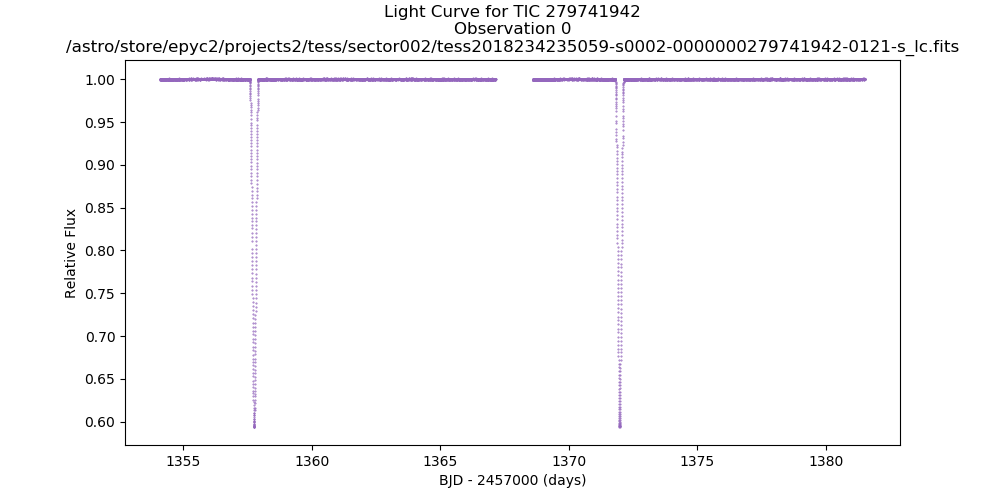 Light Curve for TIC 279741942
Observation 0
/astro/store/epyc2/projects2/tess/sector002/tess2018234235059-s0002-0000000279741942-0121-s_lc.fits
1.00
0.95
0.90
0.85
0.80
0.75
0.70
0.65
0.60
Relative Flux
1355 1360 1365 1370 1375 1380
BJD - 2457000 (days)